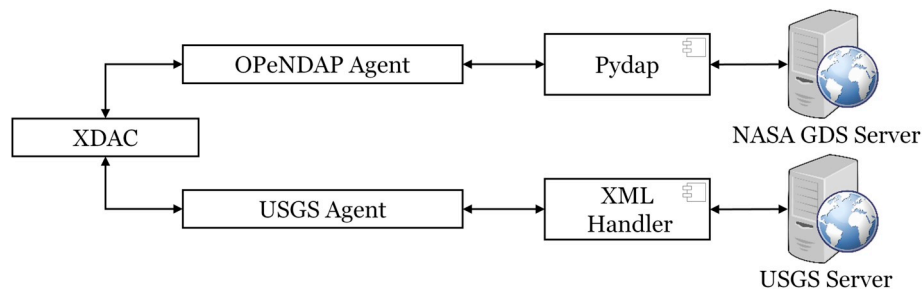 OPeNDAP Agent
Pydap
NASA GDS Server
XDAC
USGS Agent
XML
Handler
USGS Server